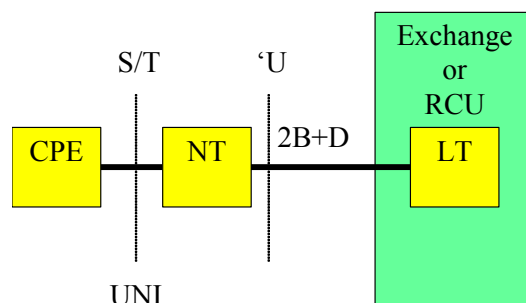 Exchange
or
RCU
S/T
‘U
CPE
NT
2B+D
LT
UNI